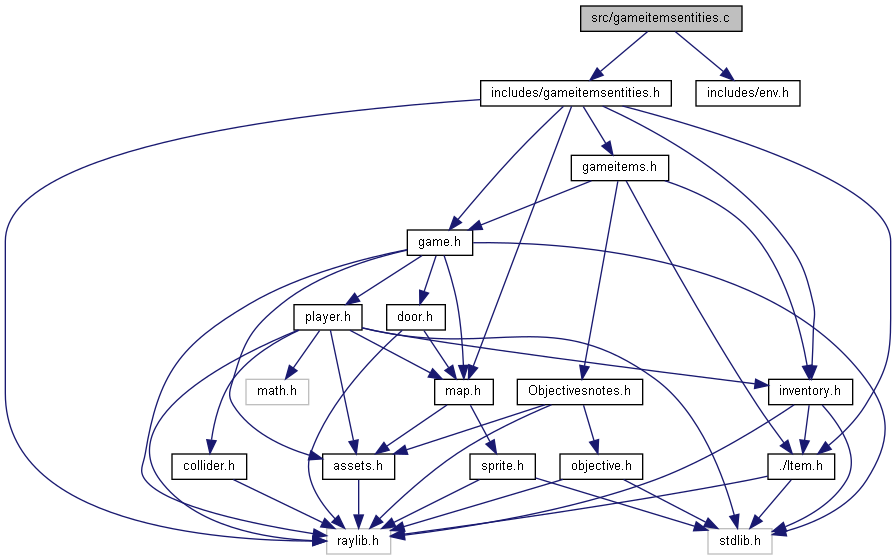 src/gameitemsentities.c
includes/gameitemsentities.h
includes/env.h
gameitems.h
game.h
player.h
door.h
math.h
map.h
Objectivesnotes.h
inventory.h
collider.h
assets.h
sprite.h
objective.h
./Item.h
raylib.h
stdlib.h